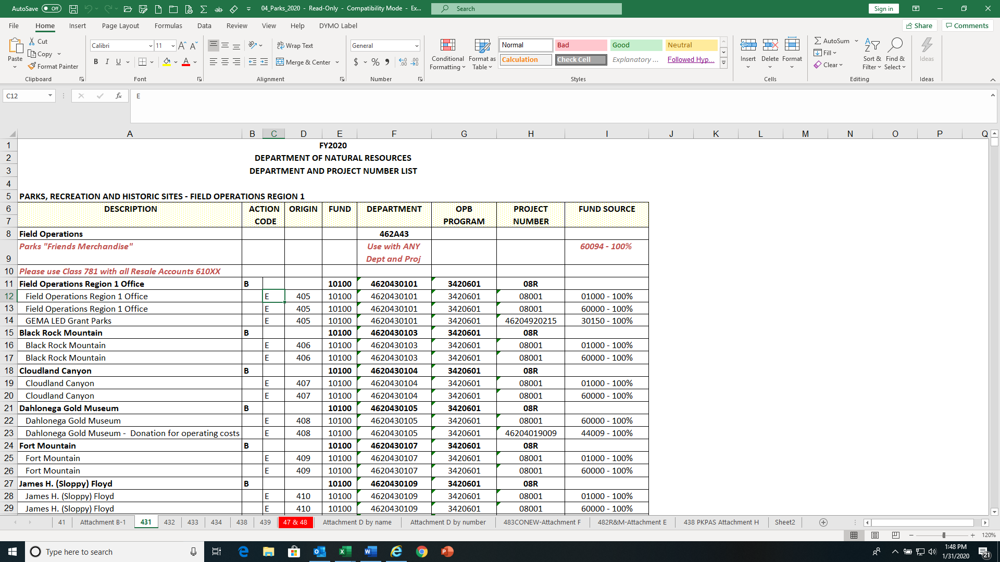 AutoSave Off 04_Parks_2020 - Read-Only - Compatibility Mode - Ex... Search Sign in
File Home Insert Page Layout Formulas Data Review View Help DYMO Label Share Comments
Cut
Copy
Format Painter
Paste
Clipboard
Calibri 11
B I U
Font
Wrap Text
Merge & Center
Alignment
General
$ % ,
Number
Conditional Formatting
Format as Table
Normal Bad Good Neutral
Calculation Check Cell Explanatory ... Followed Hyp...
Styles
Insert Delete Format
Cells
AutoSum
Fill
Clear
Sort & Filter
Find & Select
Editing
Ideas
Ideas
C12 fx E
A B C D E F G H I J K L M N O P Q
1 FY2020
2 DEPARTMENT OF NATURAL RESOURCES
3 DEPARTMENT AND PROJECT NUMBER LIST
4
5 PARKS, RECREATION AND HISTORIC SITES - FIELD OPERATIONS REGION 1
6 DESCRIPTION ACTION ORIGIN FUND DEPARTMENT OPB PROJECT FUND SOURCE
7 CODE PROGRAM NUMBER
8 Field Operations 462A43
Parks "Friends Merchandise" Use with ANY 60094 - 100%
9 Dept and Proj
10 Please use Class 781 with all Resale Accounts 610XX
11 Field Operations Region 1 Office B 10100 4620430101 3420601 08R
12 Field Operations Region 1 Office E 405 10100 4620430101 3420601 08001 01000 - 100%
13 Field Operations Region 1 Office E 405 10100 4620430101 3420601 08001 60000 - 100%
14 GEMA LED Grant Parks E 405 10100 4620430101 3420601 46204920215 30150 - 100%
15 Black Rock Mountain B 10100 4620430103 3420601 08R
16 Black Rock Mountain E 406 10100 4620430103 3420601 08001 01000 - 100%
17 Black Rock Mountain E 406 10100 4620430103 3420601 08001 60000 - 100%
18 Cloudland Canyon B 10100 4620430104 3420601 08R
19 Cloudland Canyon E 407 10100 4620430104 3420601 08001 01000 - 100%
20 Cloudland Canyon E 407 10100 4620430104 3420601 08001 60000 - 100%
21 Dahlonega Gold Museum B 10100 4620430105 3420601 08R
22 Dahlonega Gold Museum E 408 10100 4620430105 3420601 08001 60000 - 100%
23 Dahlonega Gold Museum - Donation for operating costs E 408 10100 4620430105 3420601 46204019009 44009 - 100%
24 Fort Mountain B 10100 4620430107 3420601 08R
25 Fort Mountain E 409 10100 4620430107 3420601 08001 01000 - 100%
26 Fort Mountain E 409 10100 4620430107 3420601 08001 60000 - 100%
27 James H. (Sloppy) Floyd B 10100 4620430109 3420601 08R
28 James H. (Sloppy) Floyd E 410 10100 4620430109 3420601 08001 01000 - 100%
29 James H. (Sloppy) Floyd E 410 10100 4620430109 3420601 08001 60000 - 100%
41 Attachment B-1 431 432 433 434 438 439 47 & 48 Attachment D by name Attachment D by number 483CONEW-Attachment F 482R&M-Attachment E 438 PKPAS Attachment H Sheet2
120%
Type here to search
1:48 PM
1/31/2020
21